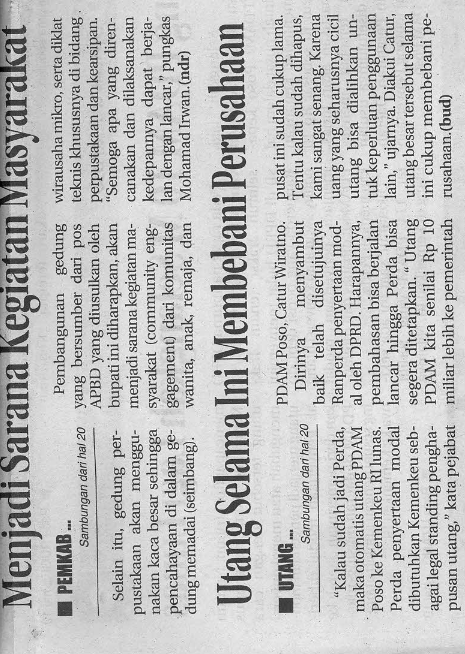 Menjadi Sarana Kegiatan Masyarakat
■ PEMKAB ...
Sambungan dari hal 20
Selain itu, gedung per-
pustakaan akan menggu-
nakan kaca besar sehingga
pencahayaan di dalam ge-
dung memadai (seimbang).
Pembangunan gedung
yang bersumber dari pos
APBD yang diusulkan oleh
bupati ini diharapkan, akan
menjadi sarana kegiatan ma-
syarakat (community eng-
gagement) dari komunitas
wanita, anak, remaja, dan
wirausaha mikro, serta diklat
teknis khususnya di bidang
perpustakaan dan kearsipan.
"Semoga apa yang diren-
canakan dan dilaksanakan
kedepannya dapat berja-
lan dengan lancar," pungkas
Mohamad Irwan.(ndr)
Utang Selama Ini Membebani Perusahaan
■ UTANG ...
Sambungan dari hal 20
"Kalau sudah jadi Perda,
maka otomatis utang PDAM
Poso ke Kemenkeu RI lunas.
Perda penyertaan modal
dibutuhkan Kemenkeu seb-
agai legal standing pengha-
pusan utang," kata pejabat
PDAM Poso, Catur Wiratno.
Dirinya menyambut
baik telah disetujuinya
Ranperda penyertaan mod-
al oleh DPRD. Harapannya,
pembahasan bisa berjalan
lancar hingga Perda bisa
segera ditetapkan. " Utang
PDAM kita senilai Rp 10
miliar lebih ke pemerintah
pusat ini sudah cukup lama.
Tentu kalau sudah dihapus,
kami sangat senang. Karena
uang yang seharusnya cicil
utang bisa dialihkan un-
tuk keperluan penggunaan
lain," ujarnya. Diakui Catur,
utang besar tersebut selama
ini cukup membebani pe-
rusahaan.(bud)